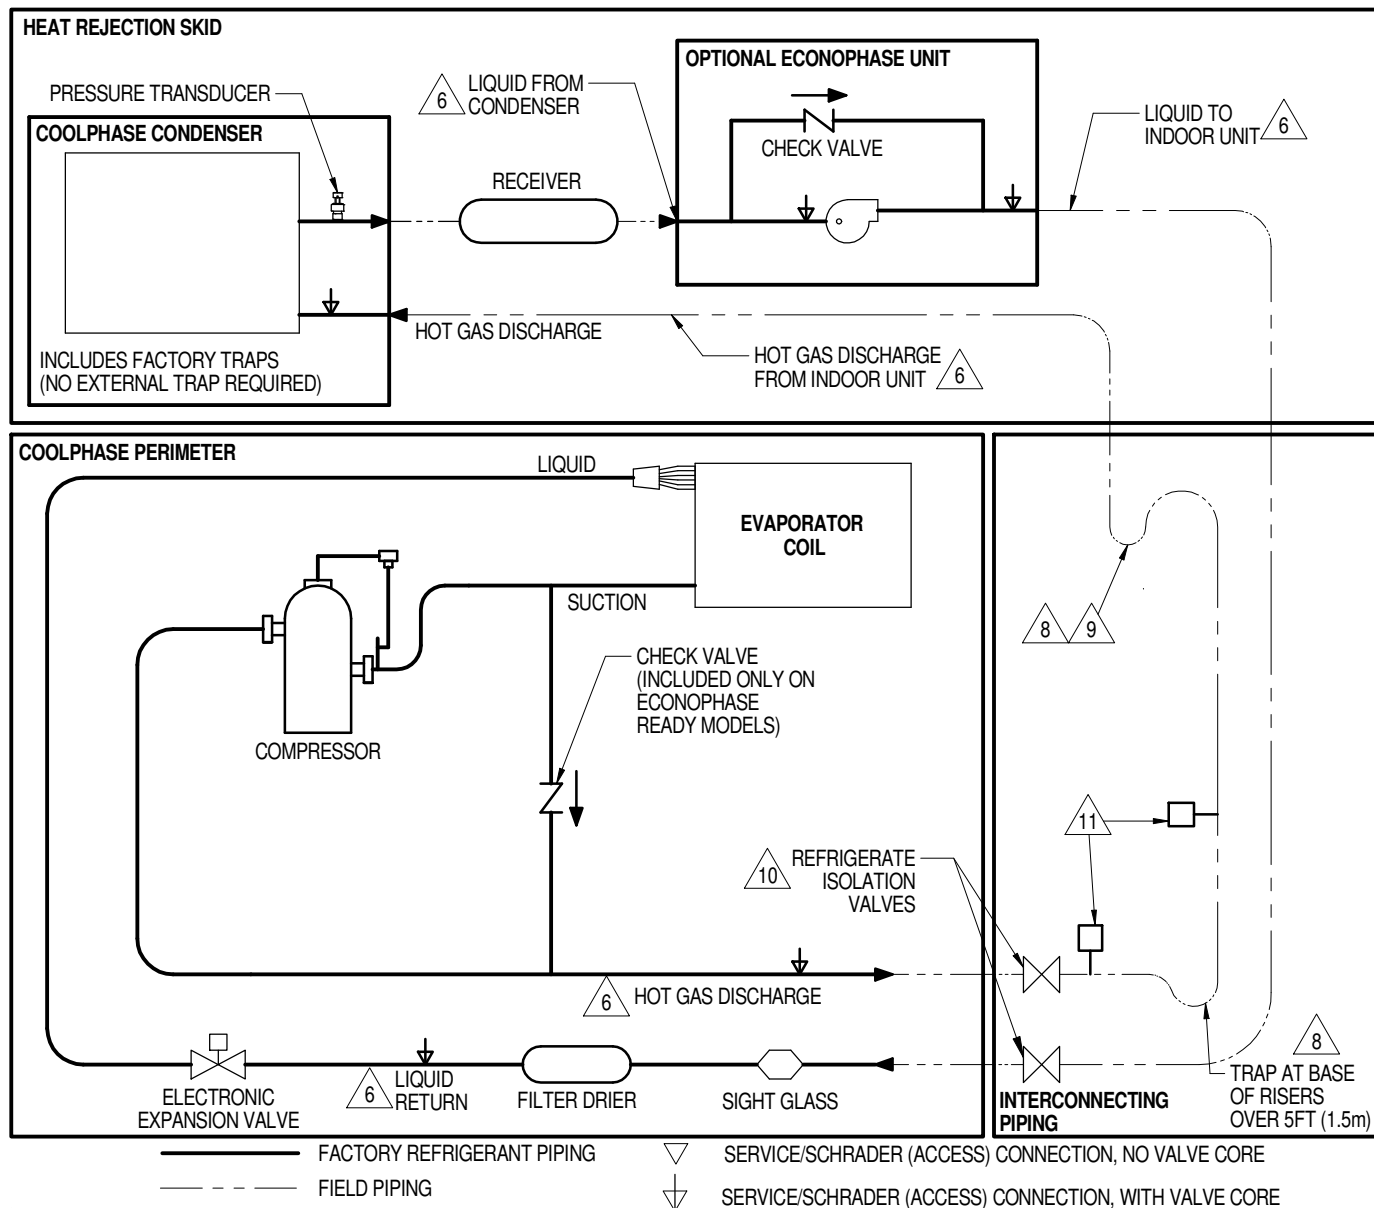 HEAT REJECTION SKID
OPTIONAL ECONOPHASE UNIT
PRESSURE TRANSDUCER
6
LIQUID FROM
CONDENSER
LIQUID TO
INDOOR UNIT
6
COOLPHASE CONDENSER
CHECK VALVE
RECEIVER
HOT GAS DISCHARGE
INCLUDES FACTORY TRAPS
(NO EXTERNAL TRAP REQUIRED)
HOT GAS DISCHARGE
FROM INDOOR UNIT
6
COOLPHASE PERIMETER
LIQUID
EVAPORATOR
COIL
SUCTION
8
9
CHECK VALVE
(INCLUDED ONLY ON
ECONOPHASE
READY MODELS)
COMPRESSOR
11
10
REFRIGERATE
ISOLATION
VALVES
6
HOT GAS DISCHARGE
8
TRAP AT BASE
OF RISERS
OVER 5FT (1.5m)
6
LIQUID
RETURN
ELECTRONIC
EXPANSION VALVE
FILTER DRIER
SIGHT GLASS
INTERCONNECTING
PIPING
FACTORY REFRIGERANT PIPING
SERVICE/SCHRADER (ACCESS) CONNECTION, NO VALVE CORE
FIELD PIPING
SERVICE/SCHRADER (ACCESS) CONNECTION, WITH VALVE CORE